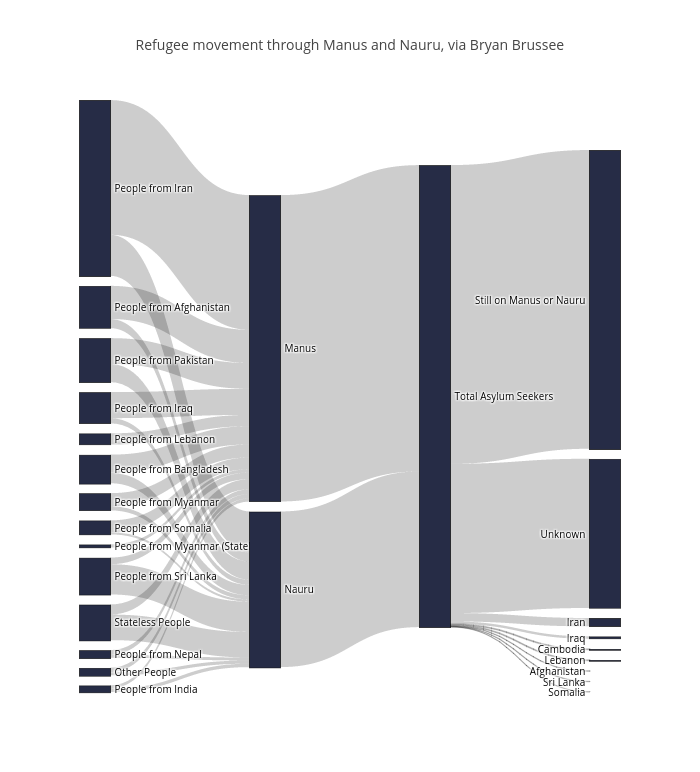 Refugee movement through Manus and Nauru, via Bryan Brussee
People from Iran
People from Afghanistan
People from Pakistan
People from Iraq
People from Lebanon
People from Bangladesh
People from Myanmar
People from Somalia
People from Myanmar (State
People from Sri Lanka
Stateless People
People from Nepal
Other People
People from India
Manus
Nauru
Total Asylum Seekers
Still on Manus or Nauru
Unknown
Iran
Iraq
Cambodia
Lebanon
Afghanistan
Sri Lanka
Somalia